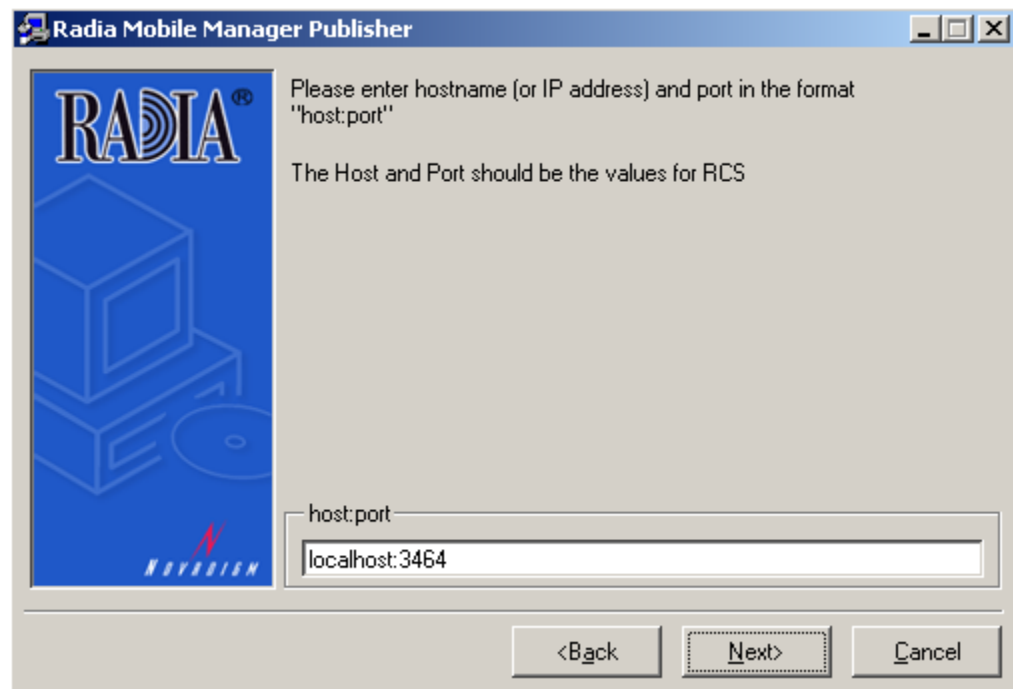 Radia Mobile Manager Publisher
RADIA®
Please enter hostname (or IP address) and port in the format
"host:port"
The Host and Port should be the values for RCS
NOVADIGM
host:port
localhost:3464
<Back
Next>
Cancel